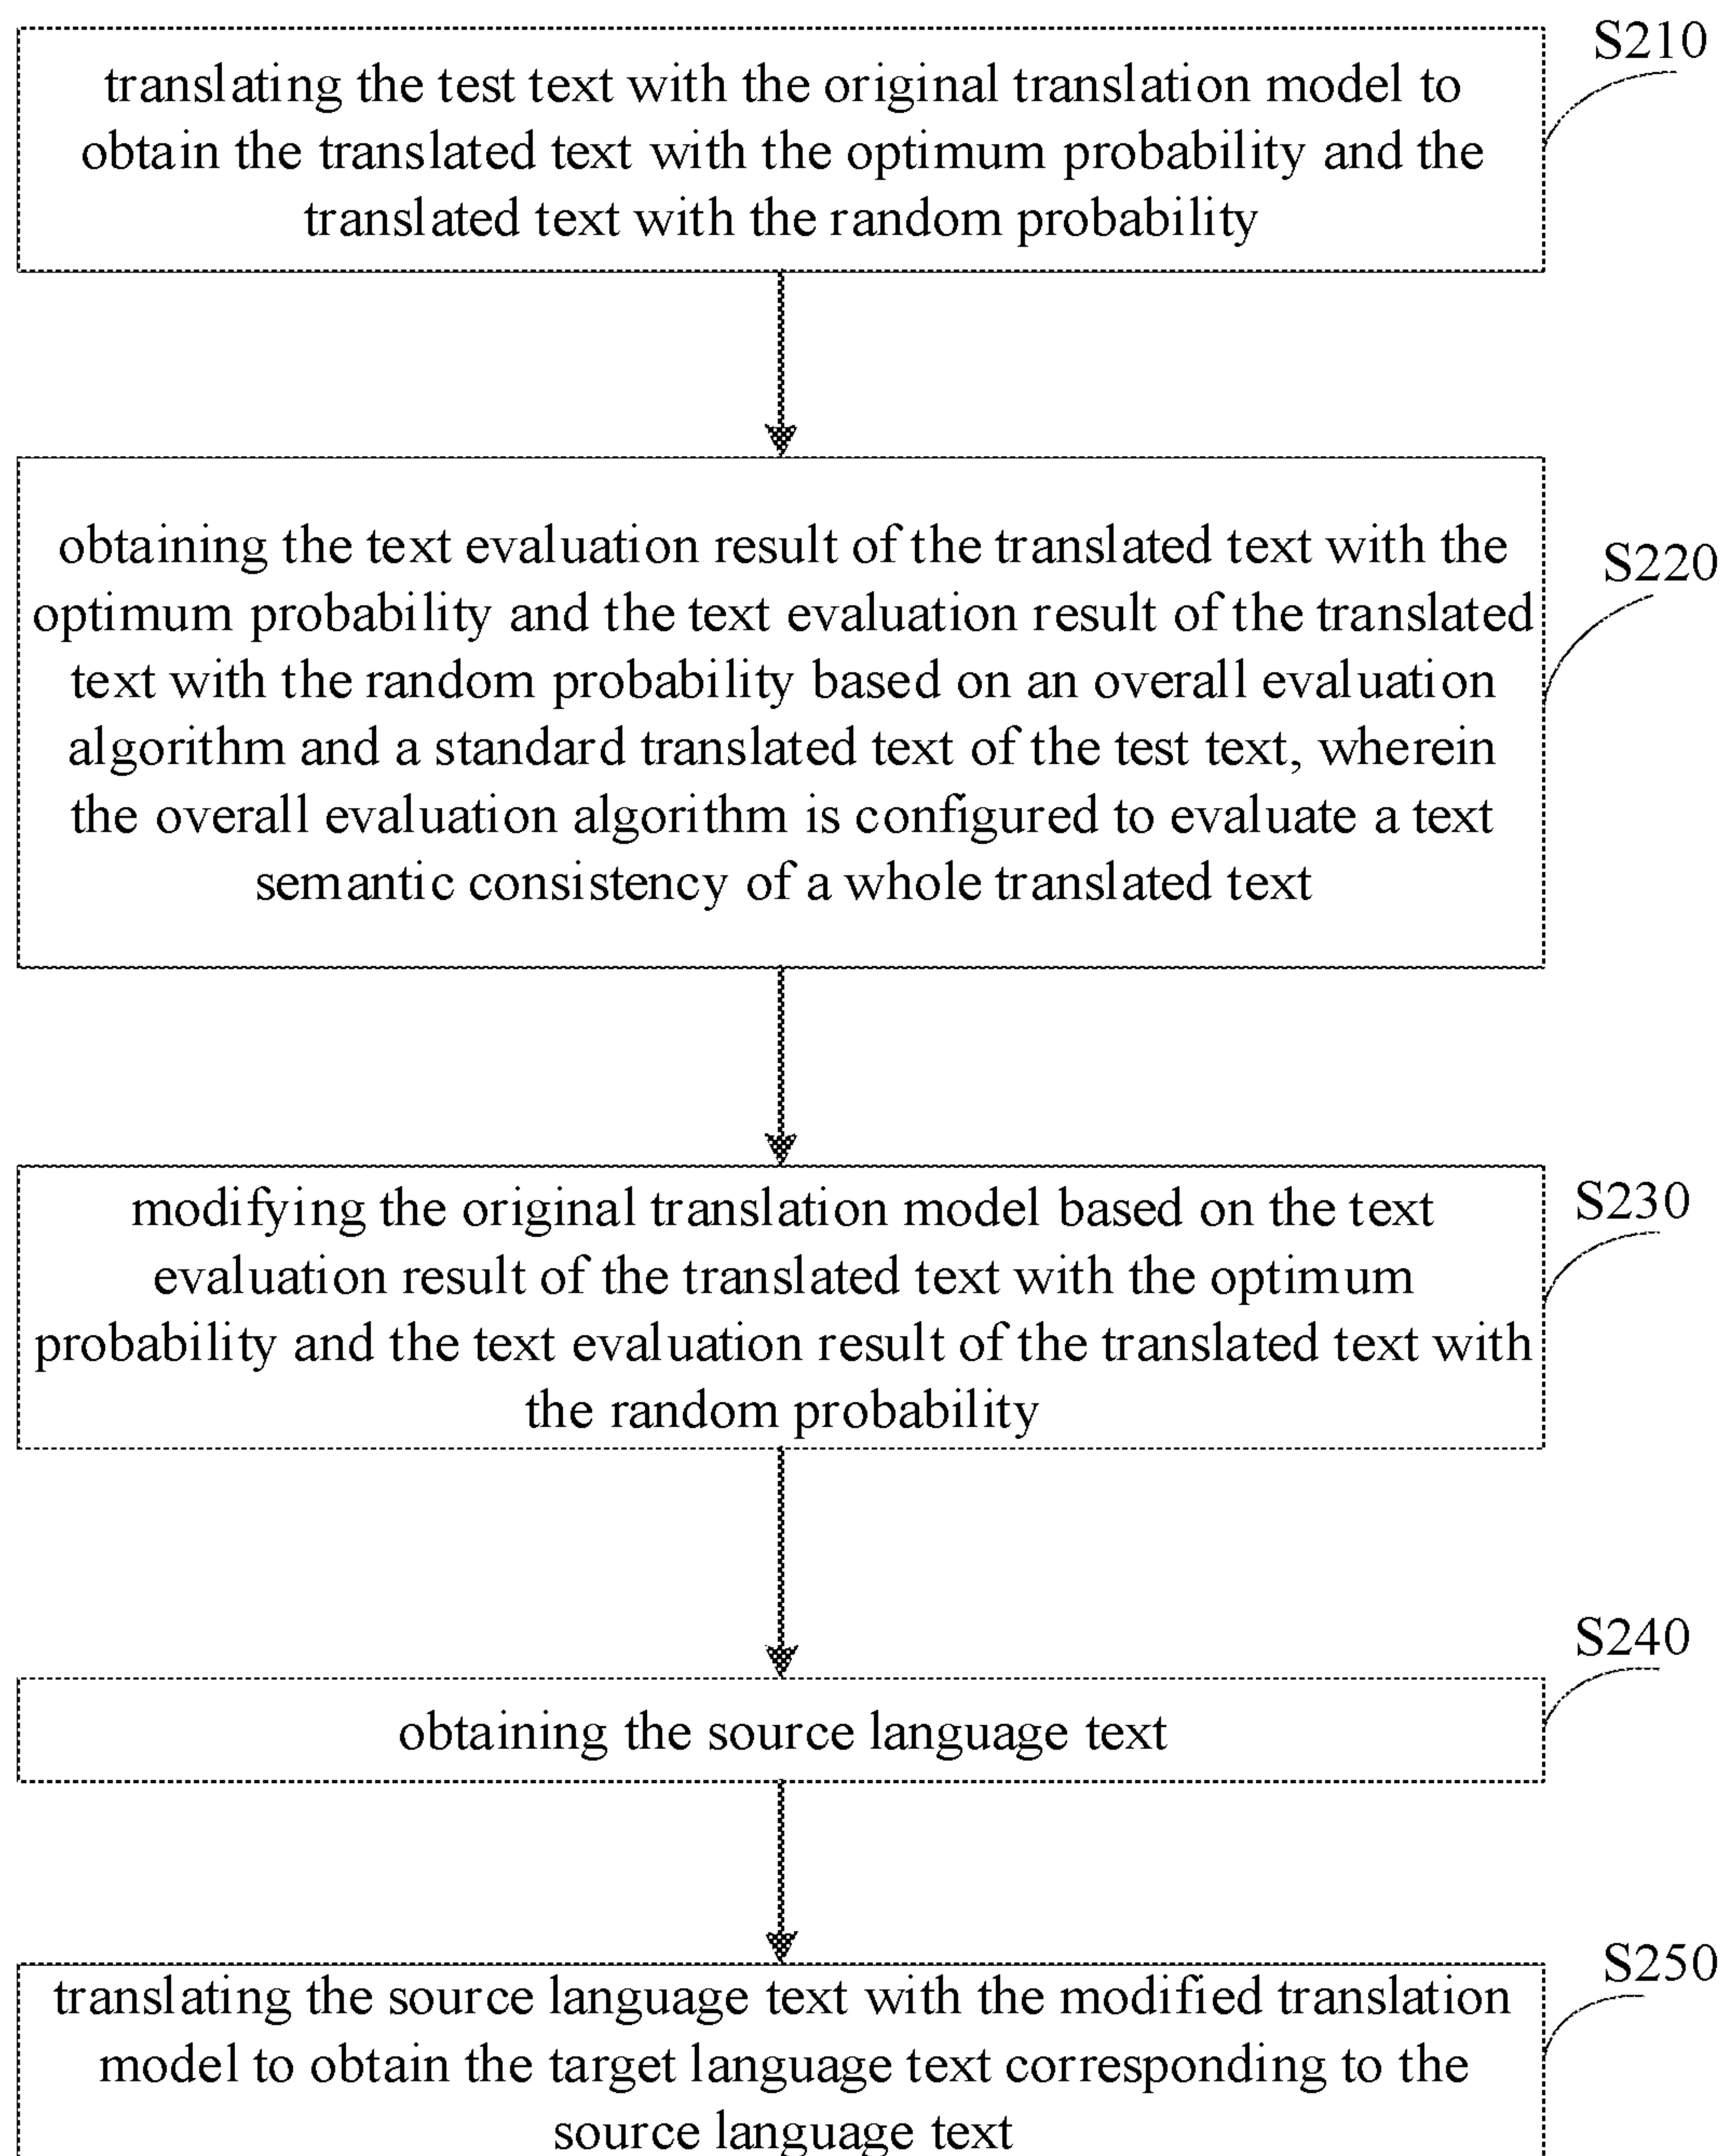 S210
translating the test text with the original translation model to
obtain the translated text with the optimum probability and the
translated text with the random probability
S220
obtaining the text evaluation result of the translated text with the
optimum probability and the text evaluation result of the translated
text with the random probability based on an overall evaluation
algorithm and a standard translated text of the test text, wherein
the overall evaluation algorithm is configured to evaluate a text
semantic consistency of a whole translated text
S230
modifying the original translation model based on the text
evaluation result of the translated text with the optimum
probability and the text evaluation result of the translated text with
the random probability
S240
obtaining the source language text
S250
translating the source language text with the modified translation
model to obtain the target language text corresponding to the
source language text